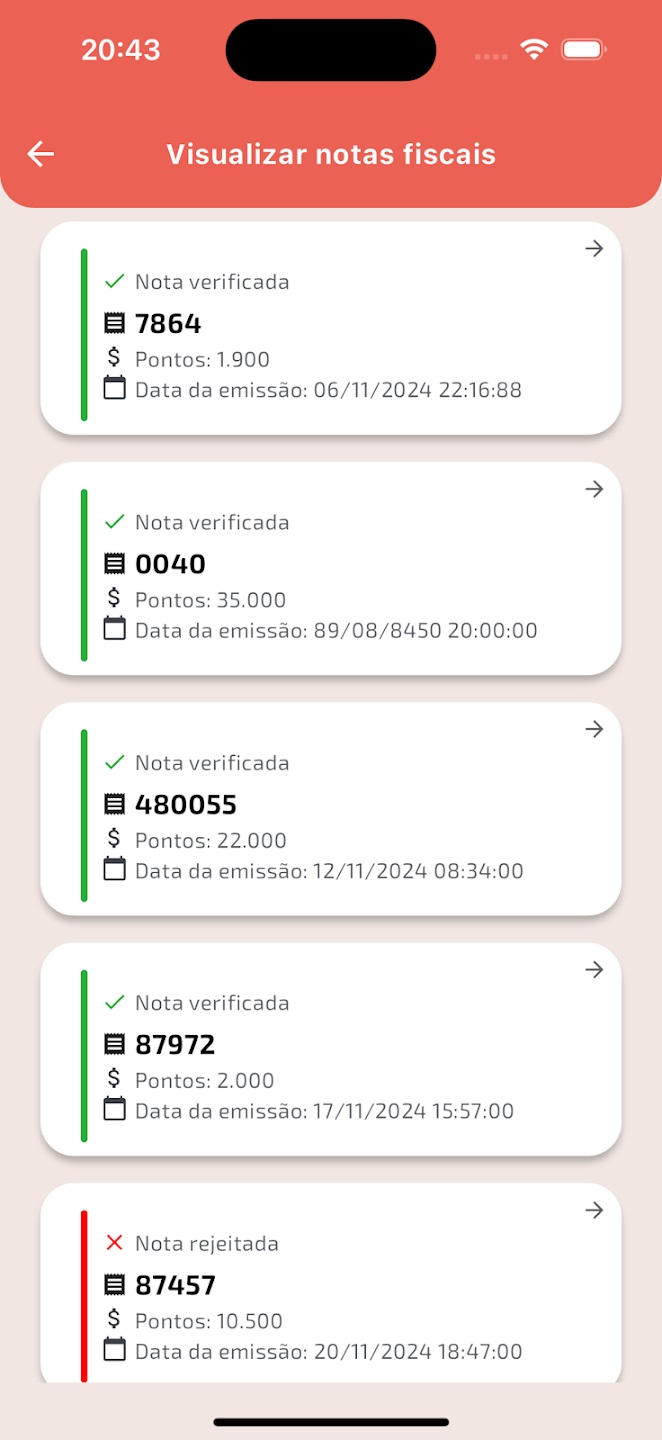 20:43
Visualizar notas fiscais
Nota verificada
7864
Pontos: 1.900
Data da emissão: 06/11/2024 22:16:88
Nota verificada
0040
Pontos: 35.000
Data da emissão: 89/08/8450 20:00:00
Nota verificada
480055
Pontos: 22.000
Data da emissão: 12/11/2024 08:34:00
Nota verificada
87972
Pontos: 2.000
Data da emissão: 17/11/2024 15:57:00
Nota rejeitada
87457
Pontos: 10.500
Data da emissão: 20/11/2024 18:47:00